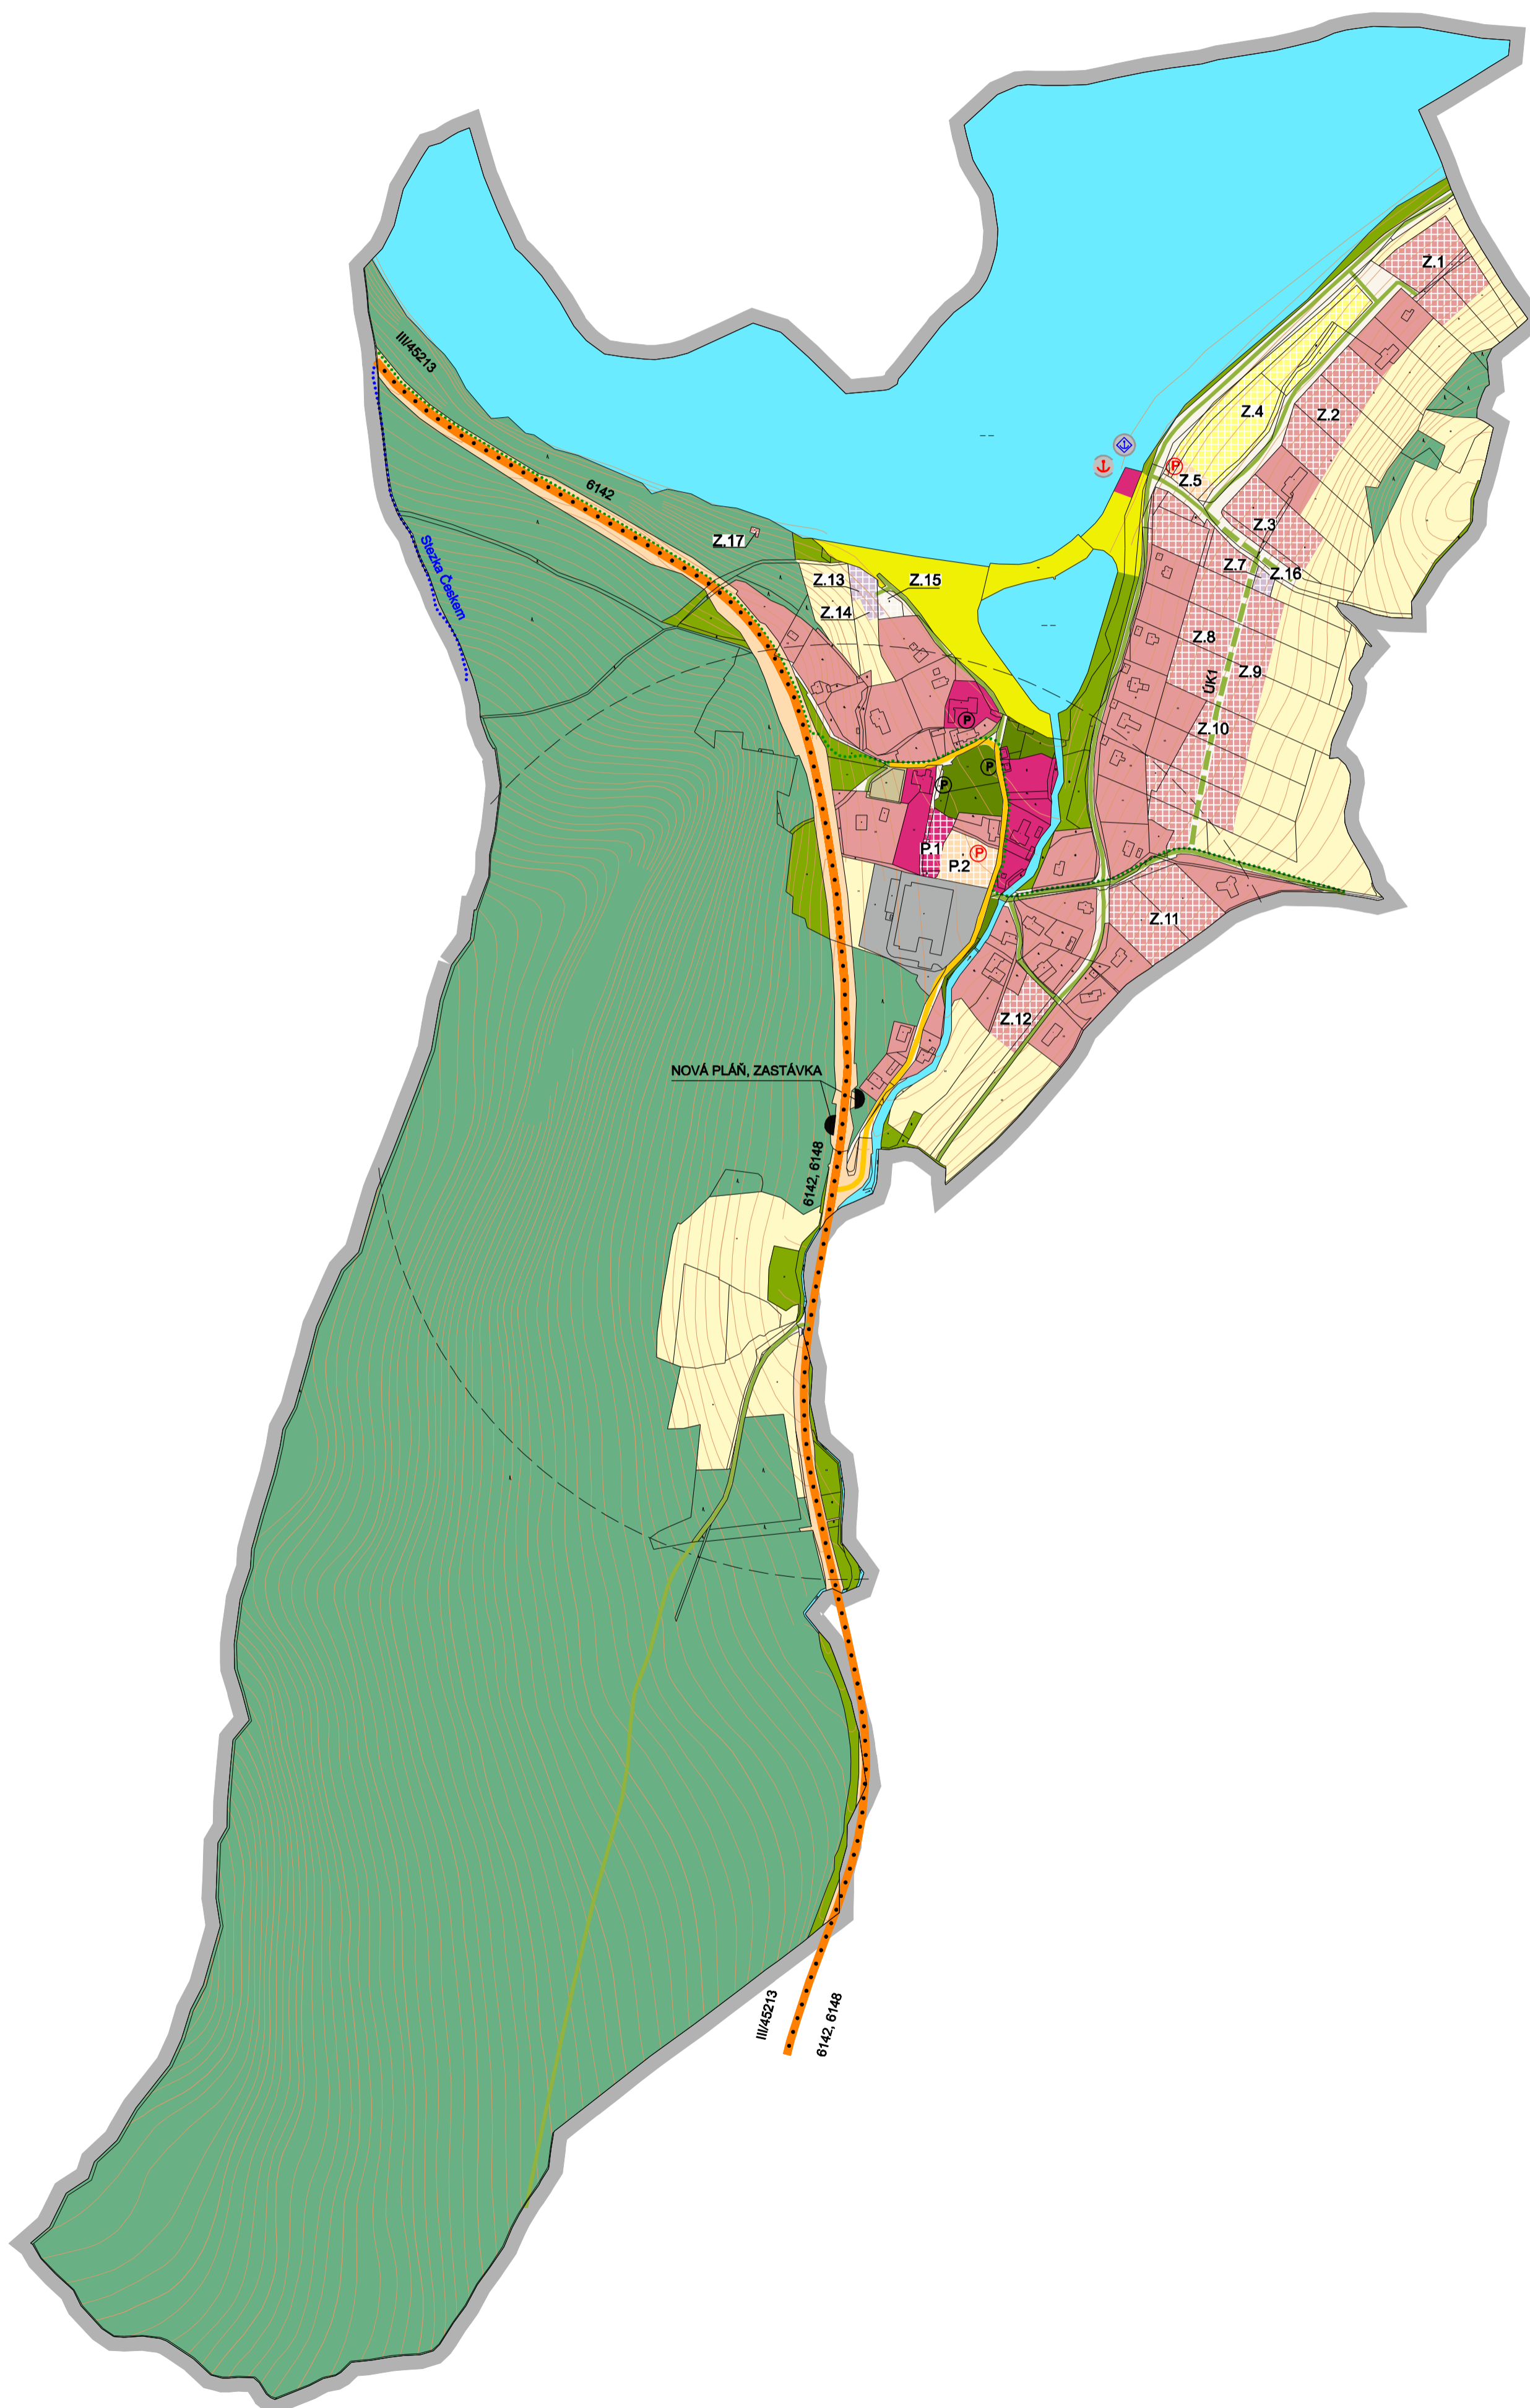 Z.1
III/45213
Z.4
Z.2
P
Z.5
6142
Z.3
Z.17
Z.7
Z.16
Z.13
Z.15
Stezka Českem
Z.14
Z.8
Z.9
ÚK1
P
Z.10
P
P
P.1
P
P.2
Z.11
Z.12
NOVÁ PLÁŇ, ZASTÁVKA
6142, 6148
III/45213
6142, 6148